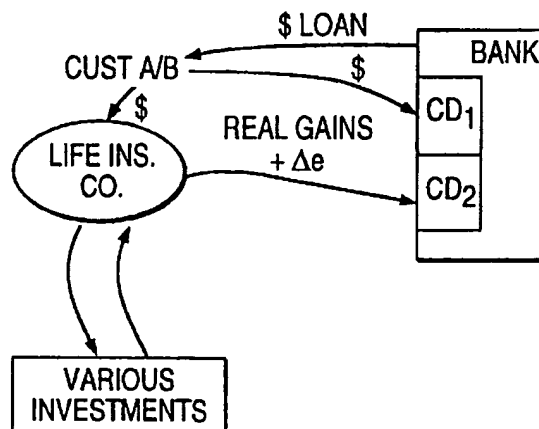 $ LOAN
BANK
CUST A/B
$
CD1
$
REAL GAINS
+ Δe
LIFE INS.
CO.
CD2
VARIOUS
INVESTMENTS